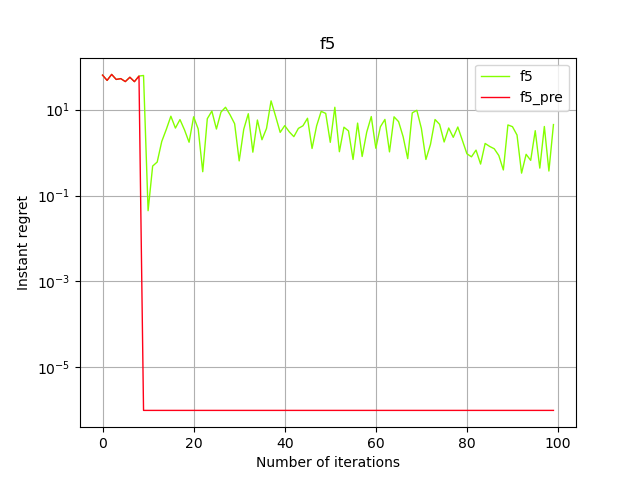 f5
f5
f5_pre
10^1
10^-1
10^-3
10^-5
Instant regret
0 20 40 60 80 100
Number of iterations